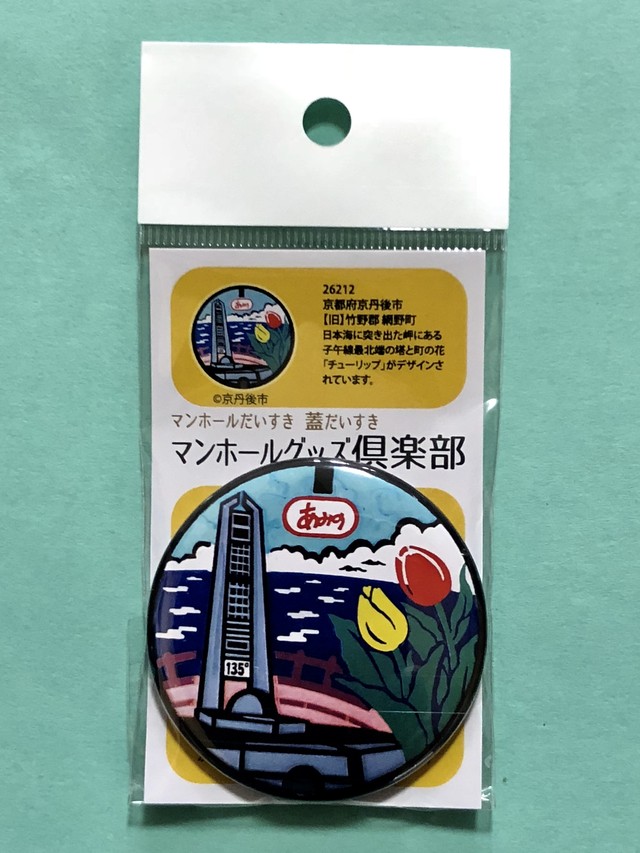 26212
京都府京丹後市
【旧】竹野郡 網野町
日本海に突き出た岬にある
子午線最北端の塔と町の花
「チューリップ」がデザインさ
れています。
©京丹後市
マンホールだいすき 蓋だいすき
マンホールグッズ倶楽部
あみの
135°